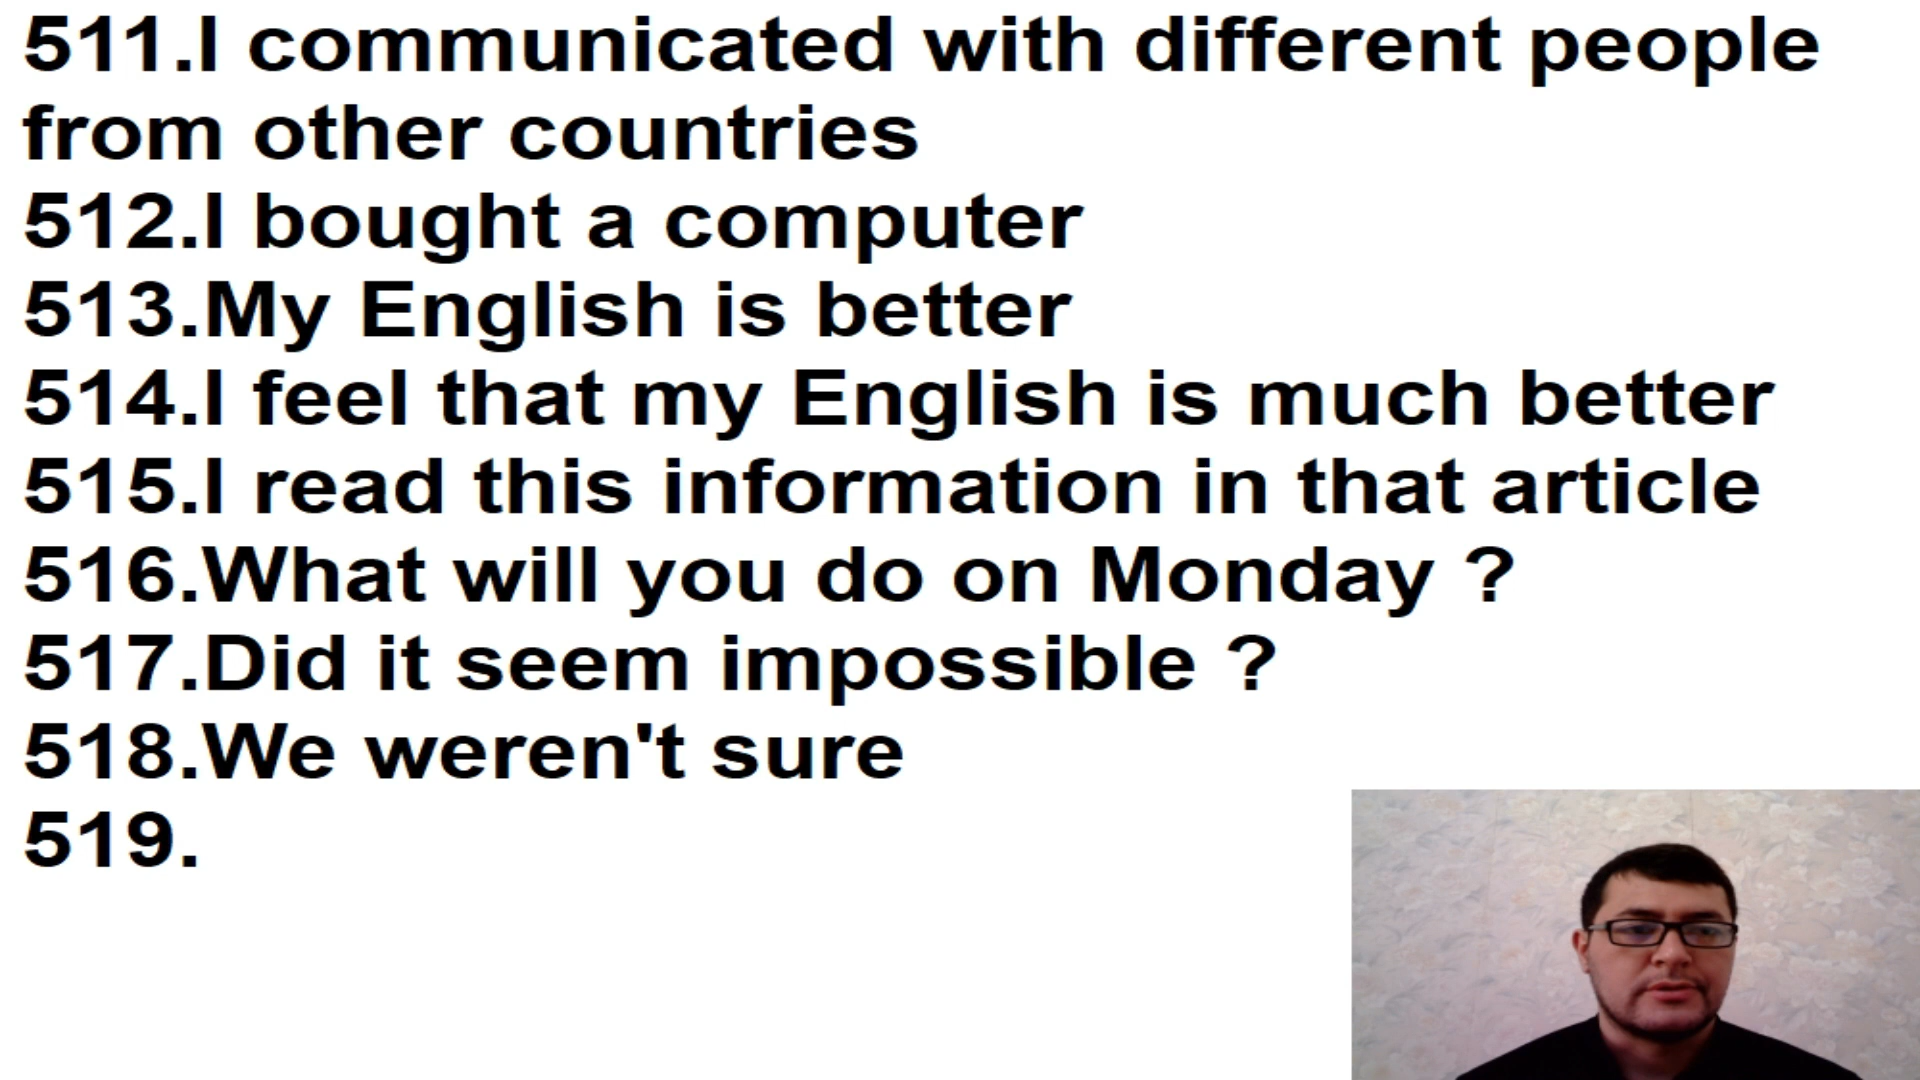 511.I communicated with different people
from other countries
512.I bought a computer
513.My English is better
514.I feel that my English is much better
515.I read this information in that article
516.What will you do on Monday ?
517.Did it seem impossible ?
518.We weren't sure
519.